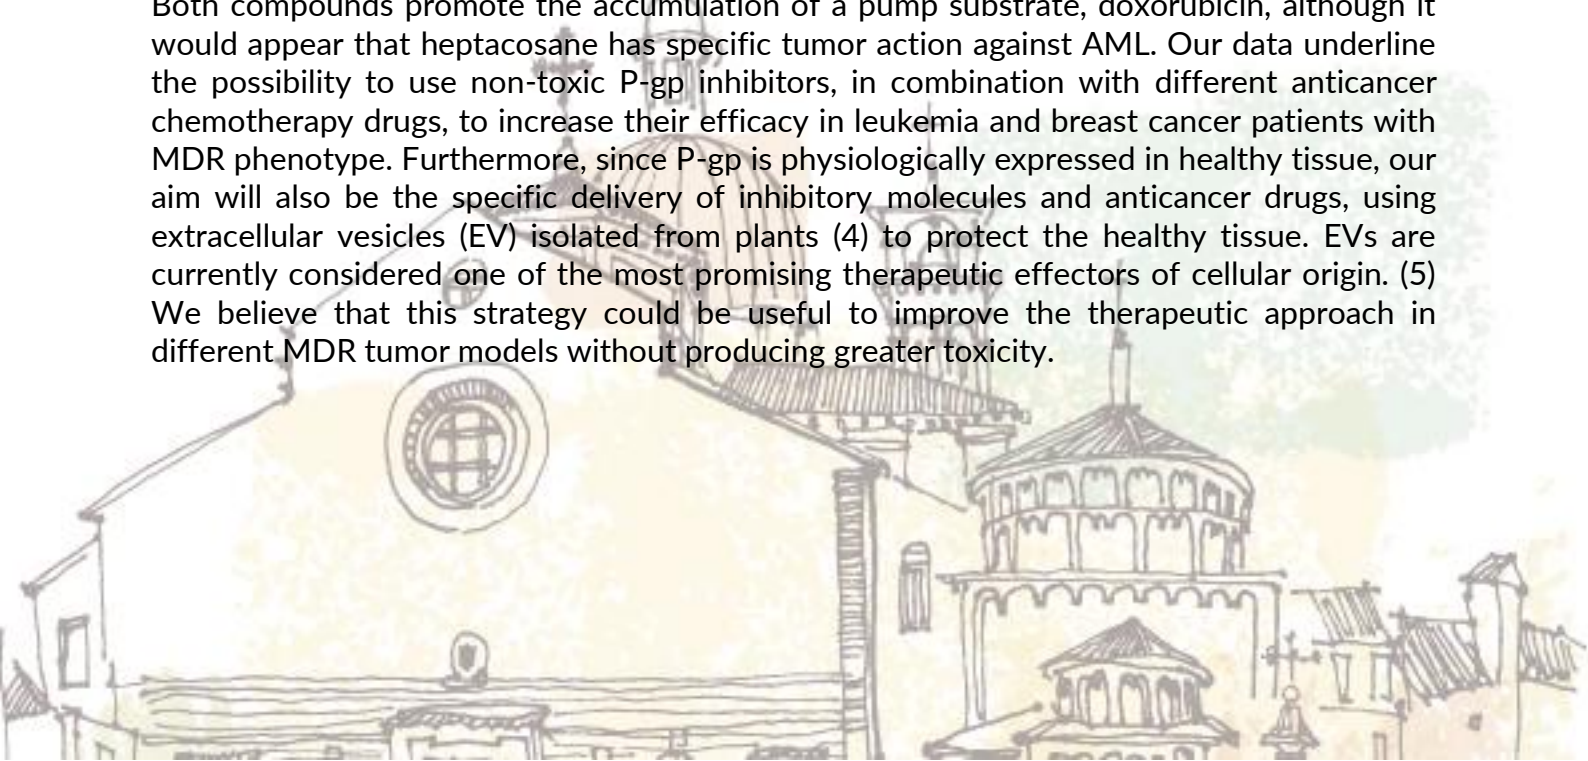 Both compounds promote the accumulation of a pump substrate, doxorubicin, although it
would appear that heptacosane has specific tumor action against AML. Our data underline
the possibility to use non-toxic P-gp inhibitors, in combination with different anticancer
chemotherapy drugs, to increase their efficacy in leukemia and breast cancer patients with
MDR phenotype. Furthermore, since P-gp is physiologically expressed in healthy tissue, our
aim will also be the specific delivery of inhibitory molecules and anticancer drugs, using
extracellular vesicles (EV) isolated from plants (4) to protect the healthy tissue. EVs are
currently considered one of the most promising therapeutic effectors of cellular origin. (5)
We believe that this strategy could be useful to improve the therapeutic approach in
different MDR tumor models without producing greater toxicity.